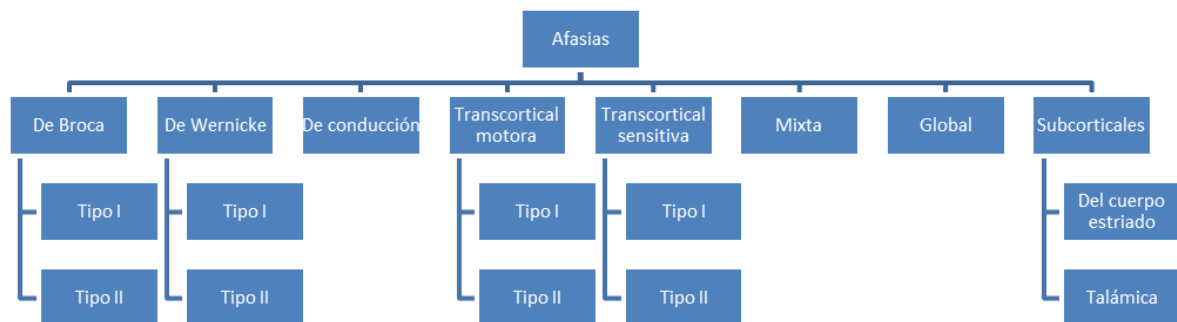 Afasias
De Broca
De Wernicke
De conducción
Transcortical
motora
Transcortical
sensitiva
Mixta
Global
Subcorticales
Tipo I
Tipo II
Tipo I
Tipo II
Tipo I
Tipo II
Tipo I
Tipo II
Del cuerpo
estriado
Talámica